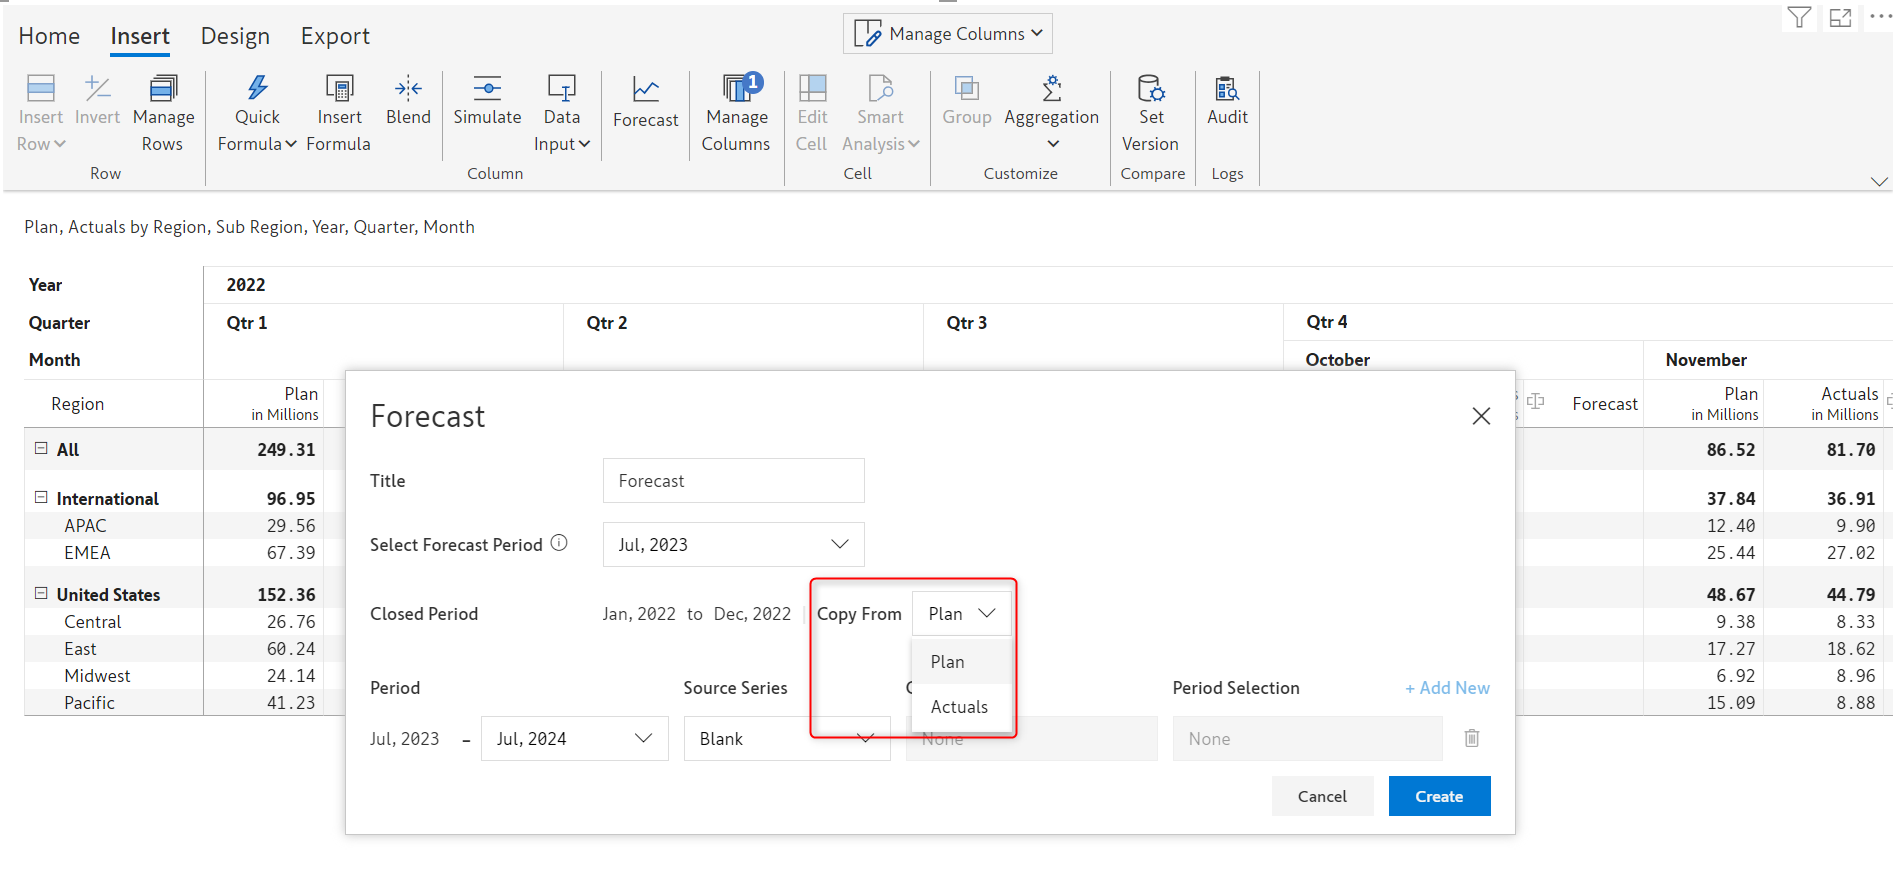 Home Insert Design Export
Manage Columns
Insert Row
Invert
Manage Rows
Row
Quick Formula
Insert Formula
Blend
Simulate
Data Input
Column
Forecast
Manage Columns
1
Edit Cell
Smart Analysis
Cell
Group
Aggregation
Customize
Set Version
Compare
Audit
Logs
Plan, Actuals by Region, Sub Region, Year, Quarter, Month
Year 2022
Quarter Qtr 1 Qtr 2 Qtr 3 Qtr 4
Month October November
Region Plan in Millions Forecast Plan in Millions Actuals in Millions
All 249.31 86.52 81.70
International 96.95 37.84 36.91
APAC 29.56 12.40 9.90
EMEA 67.39 25.44 27.02
United States 152.36 48.67 44.79
Central 26.76 9.38 8.33
East 60.24 17.27 18.62
Midwest 24.14 6.92 8.96
Pacific 41.23 15.09 8.88
Forecast
Title Forecast
Select Forecast Period Jul, 2023
Closed Period Jan, 2022 to Dec, 2022 Copy From Plan
Plan
Actuals
Period Source Series Period Selection + Add New
Jul, 2023 – Jul, 2024 Blank None None
Cancel Create